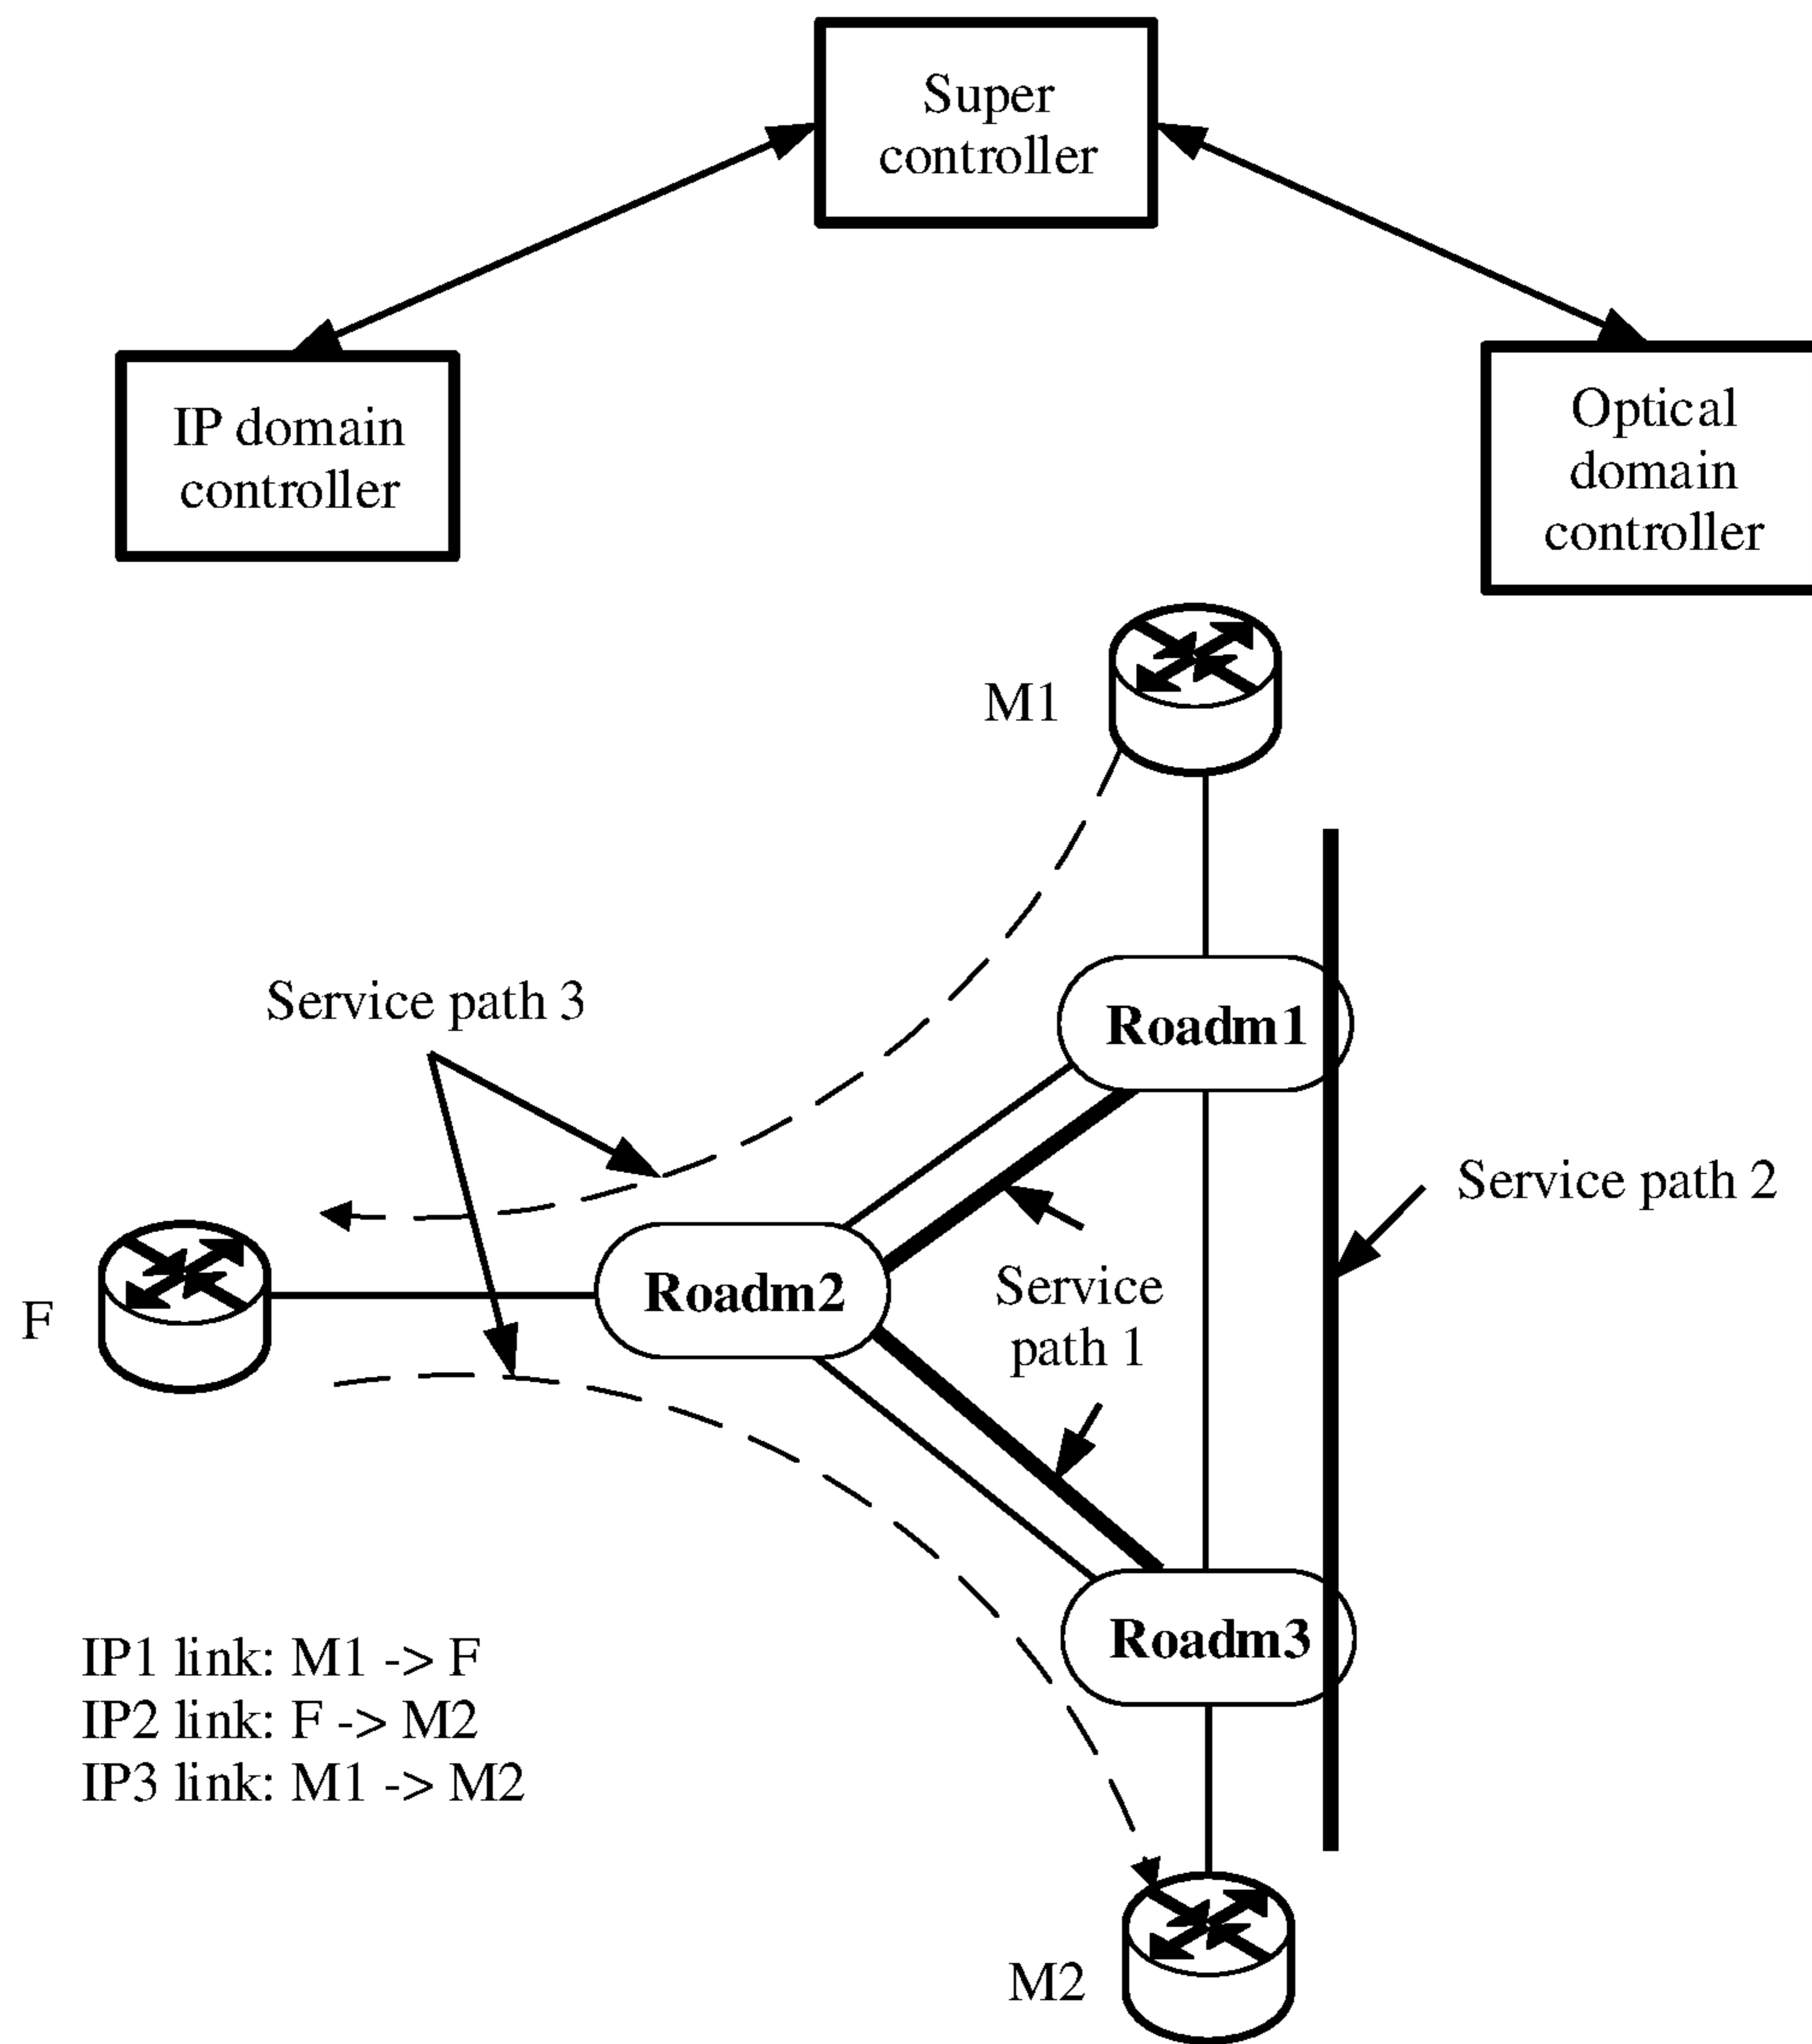 Super
controller
IP domain
controller
Optical
domain
controller
M1
Service path 3
Roadm1
Service path 2
Roadm2
Service
path 1
F
Roadm3
IP1 link: M1 -> F
IP2 link: F -> M2
IP3 link: M1 -> M2
M2